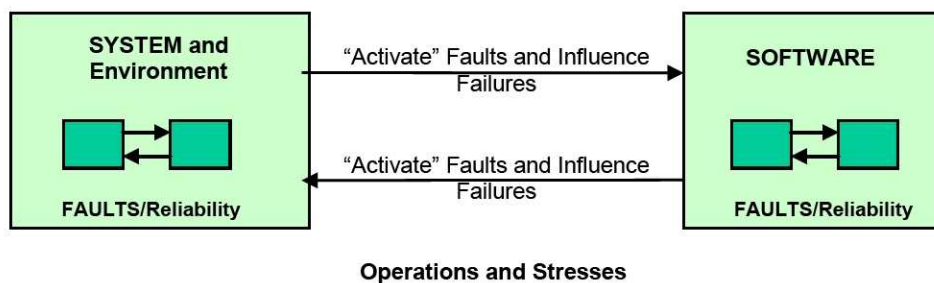 SYSTEM and
Environment
FAULTS/Reliability
“Activate” Faults and Influence
Failures
“Activate” Faults and Influence
Failures
SOFTWARE
FAULTS/Reliability
Operations and Stresses